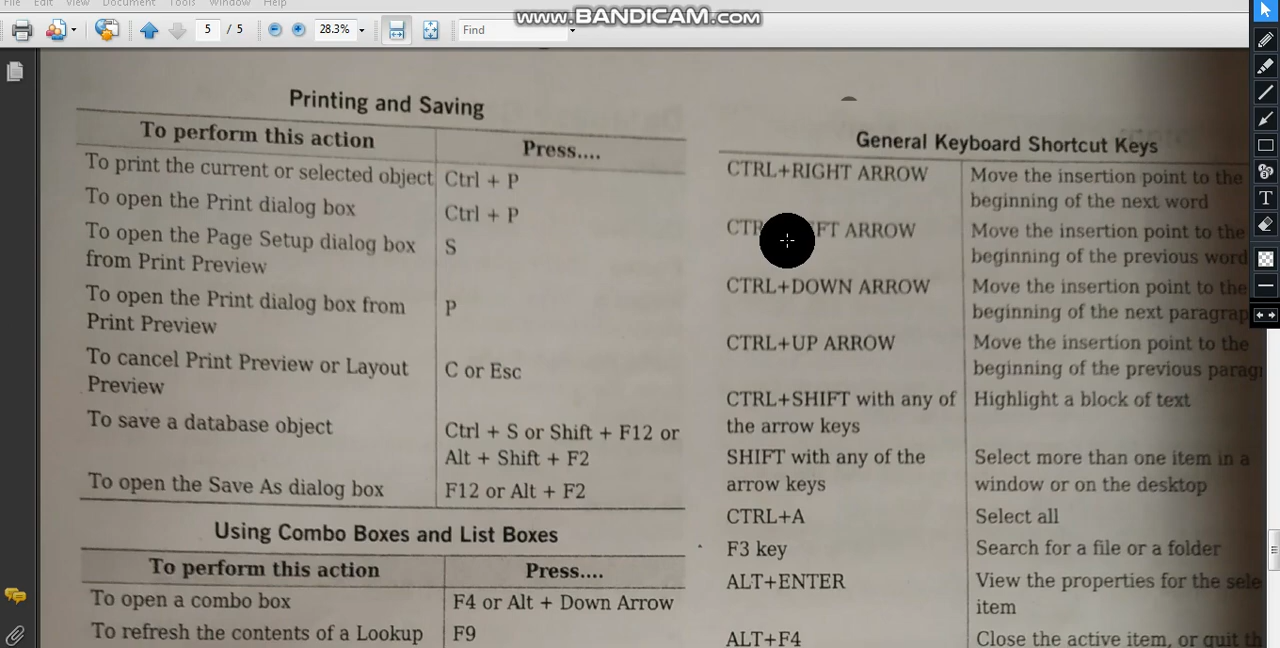 File Edit View Document Tools Window Help
www.BANDICAM.com
5 / 5 28.3% Find
Printing and Saving
To perform this action Press....
To print the current or selected object Ctrl + P
To open the Print dialog box Ctrl + P
To open the Page Setup dialog box S
from Print Preview
To open the Print dialog box from P
Print Preview
To cancel Print Preview or Layout C or Esc
Preview
To save a database object Ctrl + S or Shift + F12 or
Alt + Shift + F2
To open the Save As dialog box F12 or Alt + F2
Using Combo Boxes and List Boxes
To perform this action Press....
To open a combo box F4 or Alt + Down Arrow
To refresh the contents of a Lookup F9
General Keyboard Shortcut Keys
CTRL+RIGHT ARROW Move the insertion point to the
beginning of the next word
ARROW Move the insertion point to the
beginning of the previous word
CTRL+DOWN ARROW Move the insertion point to the
beginning of the next paragrap
CTRL+UP ARROW Move the insertion point to the
beginning of the previous parag
CTRL+SHIFT with any of Highlight a block of text
the arrow keys
SHIFT with any of the Select more than one item in a
arrow keys window or on the desktop
CTRL+A Select all
F3 key Search for a file or a folder
ALT+ENTER View the properties for the sele
item
ALT+F4 Close the active item, or quit th